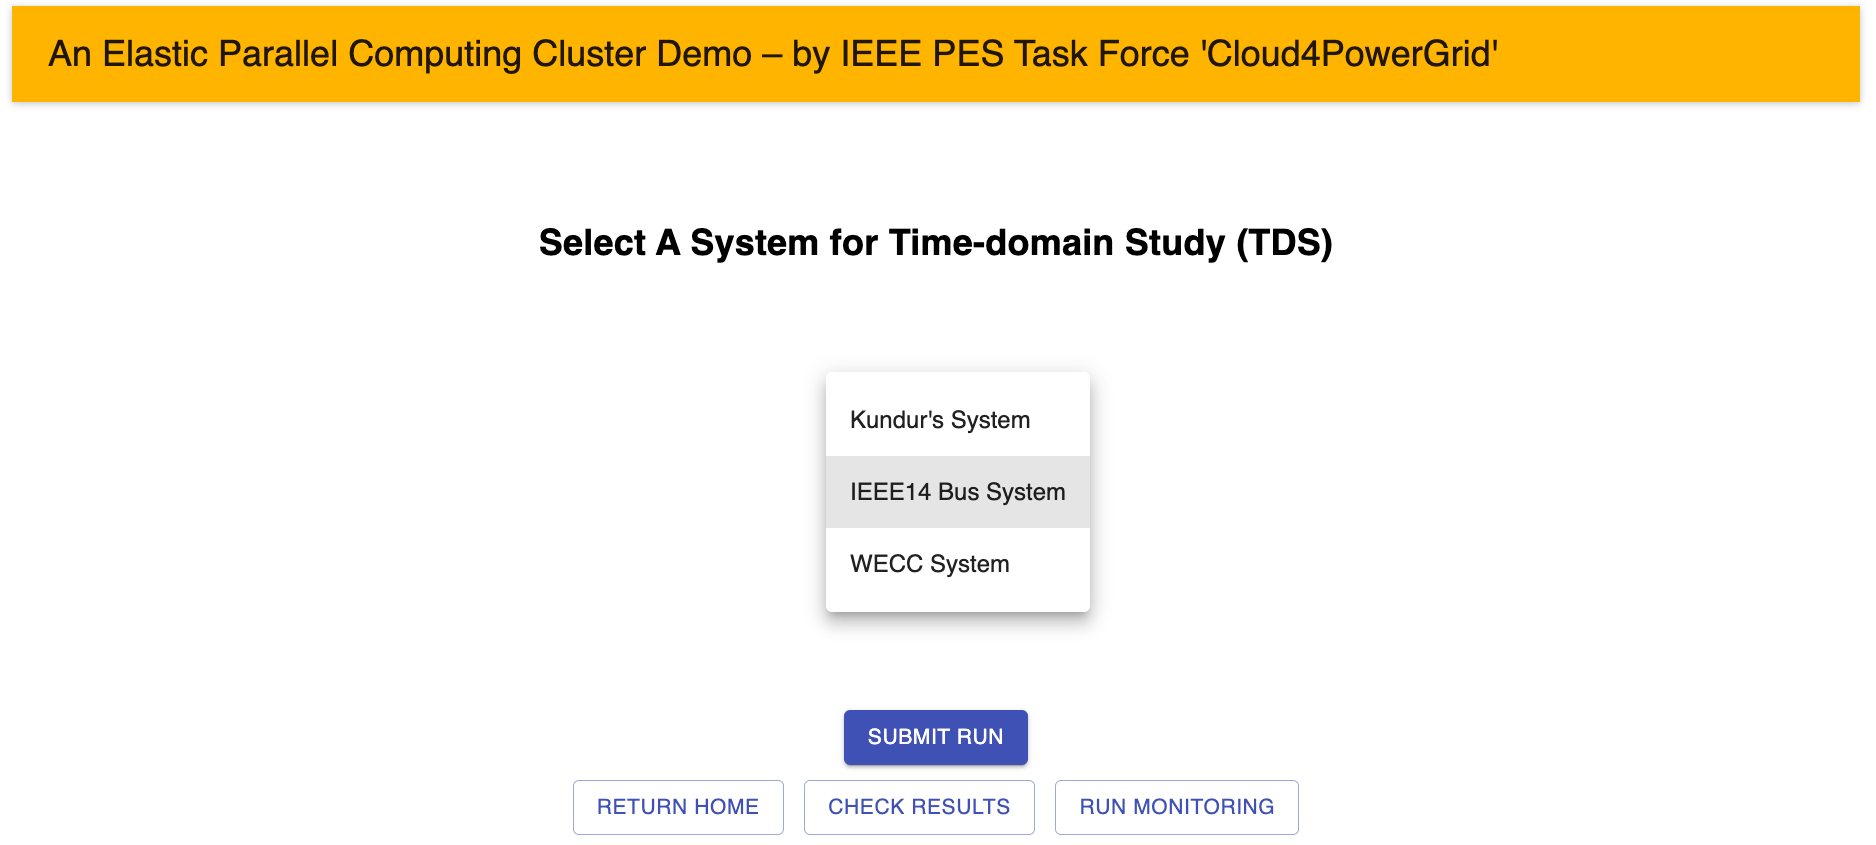 An Elastic Parallel Computing Cluster Demo – by IEEE PES Task Force 'Cloud4PowerGrid'
Select A System for Time-domain Study (TDS)
Kundur's System
IEEE14 Bus System
WECC System
SUBMIT RUN
RETURN HOME CHECK RESULTS RUN MONITORING